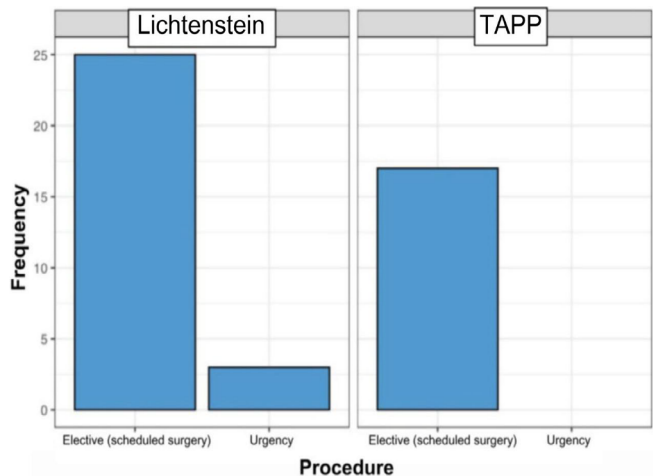 Lichtenstein
TAPP
25
20
15
10
5
0
Frequency
Elective (scheduled surgery)
Urgency
Elective (scheduled surgery)
Urgency
Procedure